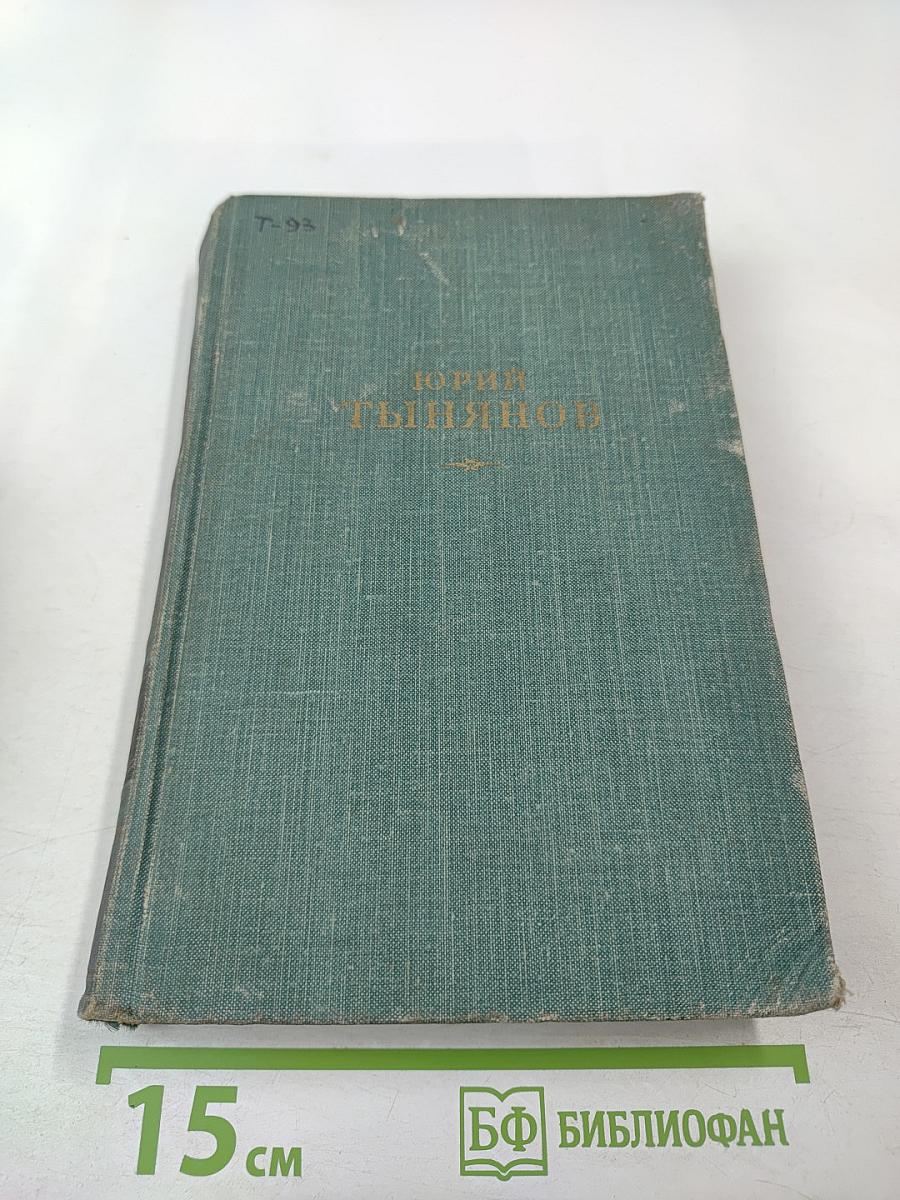 Т-93
ЮРИЙ
ТЫНЯНОВ
15 см
БФ БИБЛИОФАН